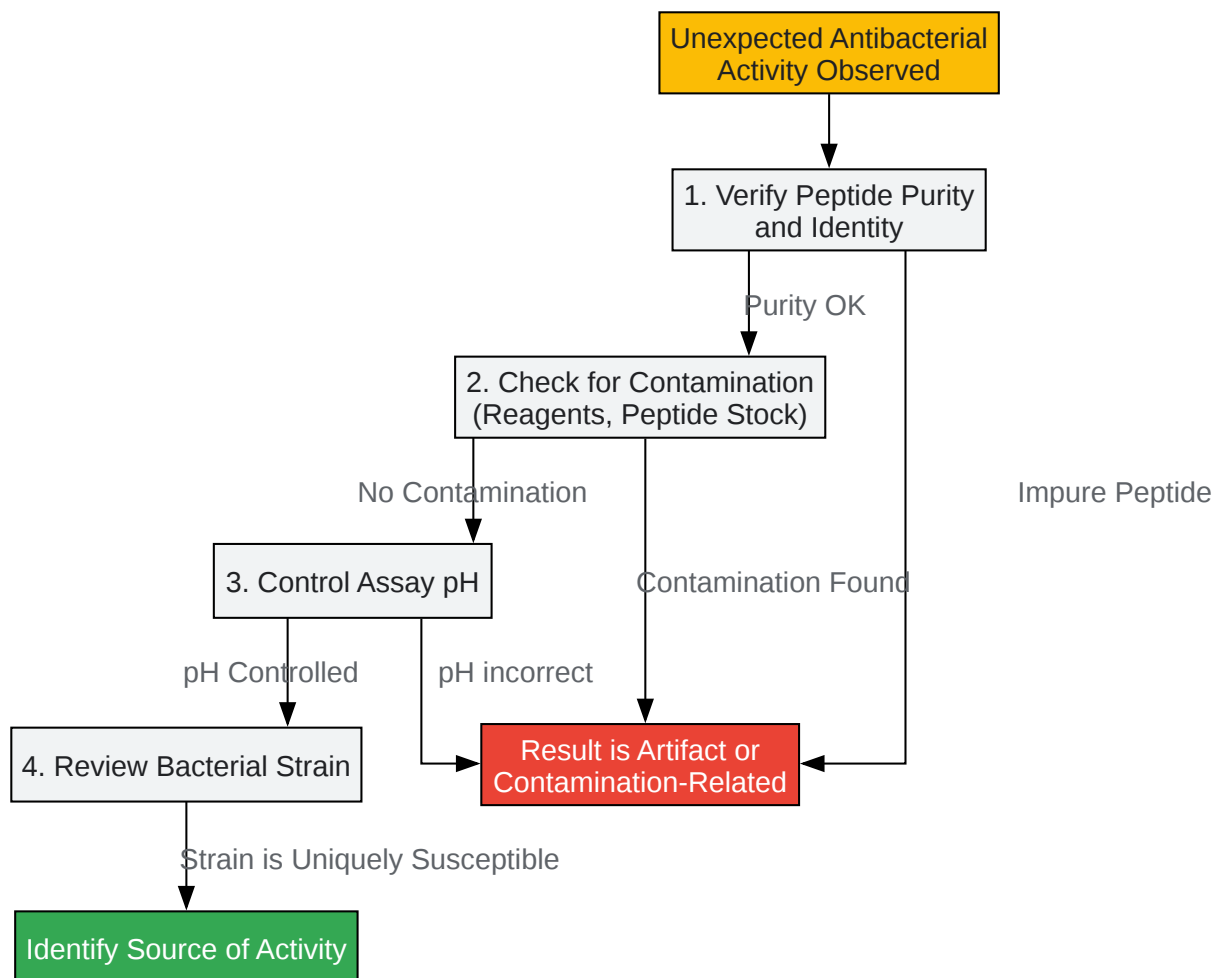 Unexpected Antibacterial
Activity Observed
1. Verify Peptide Purity
and Identity
Purity OK
2. Check for Contamination
(Reagents, Peptide Stock)
No Contamination
Impure Peptide
3. Control Assay pH
Contamination Found
pH Controlled
pH incorrect
4. Review Bacterial Strain
Result is Artifact or
Contamination-Related
Strain is Uniquely Susceptible
Identify Source of Activity